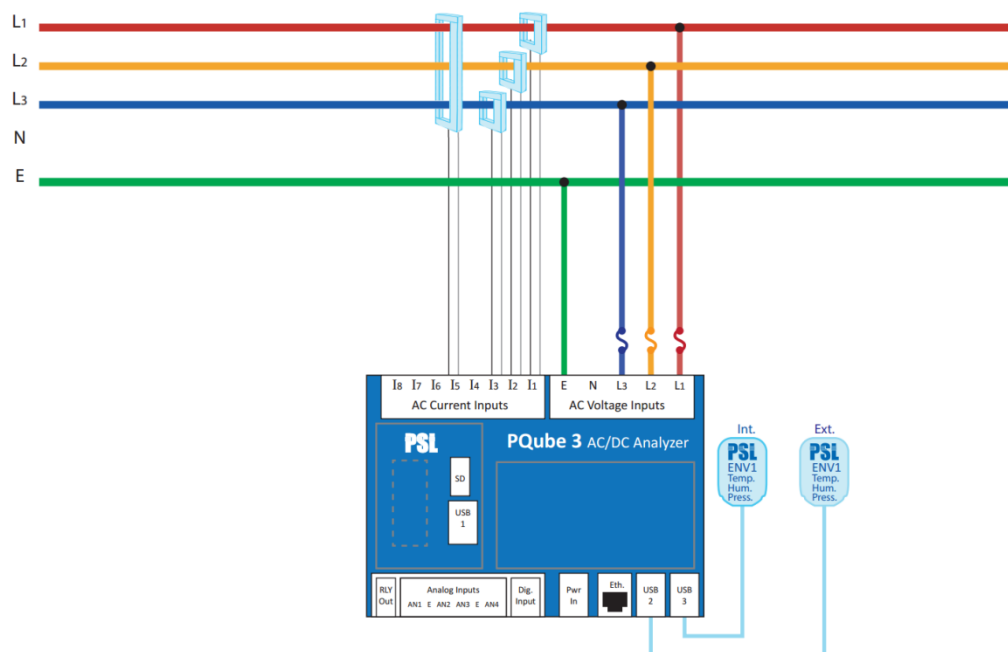 L1
L2
L3
N
E
I8 I7 I6 I5 I4 I3 I2 I1
AC Current Inputs
E N L3 L2 L1
AC Voltage Inputs
PSL
PQube 3 AC/DC Analyzer
SD
USB
1
Int.
PSL
ENV1
Temp.
Hum.
Press.
Ext.
PSL
ENV1
Temp.
Hum.
Press.
RLY
Out
Analog Inputs
AN1 E AN2 AN3 E AN4
Dig.
Input
Pwr
In
Eth.
USB
2
USB
3